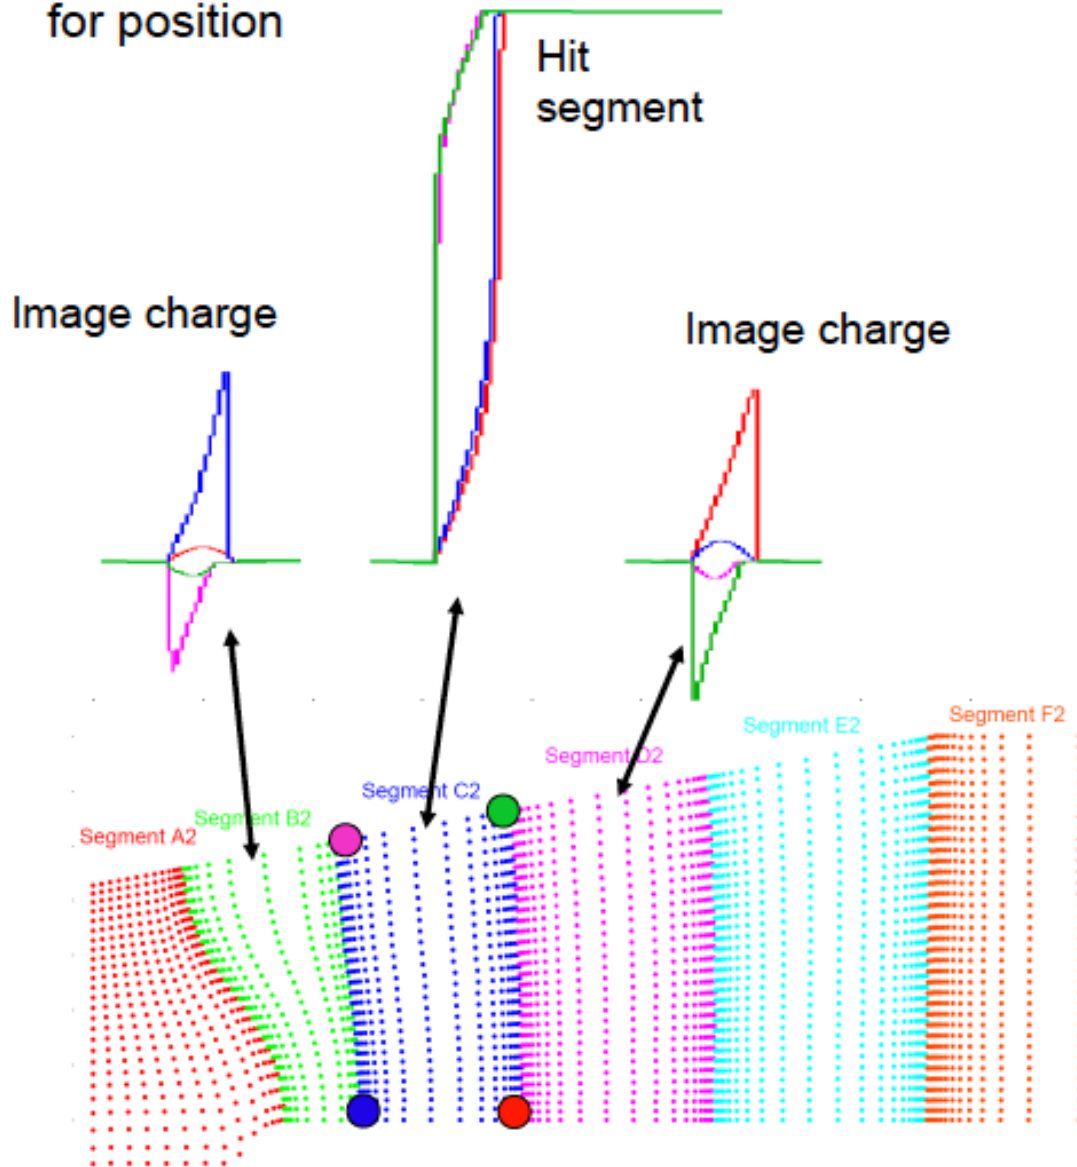 for position
Hit
segment
Image charge
Image charge
Segment F2
Segment E2
Segment D2
Segment C2
Segment B2
Segment A2